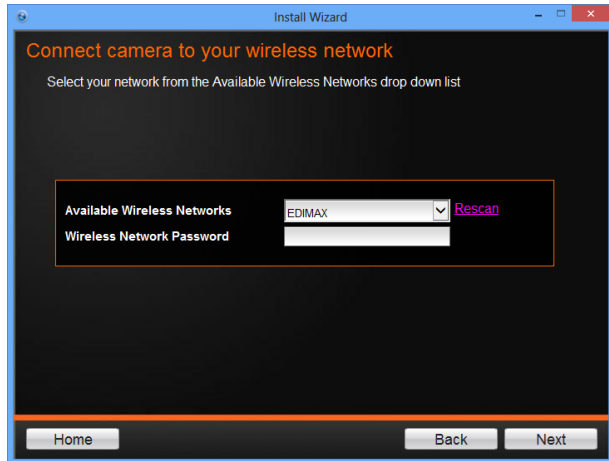 Install Wizard
Connect camera to your wireless network
Select your network from the Available Wireless Networks drop down list
Available Wireless Networks EDIMAX Rescan
Wireless Network Password
Home Back Next